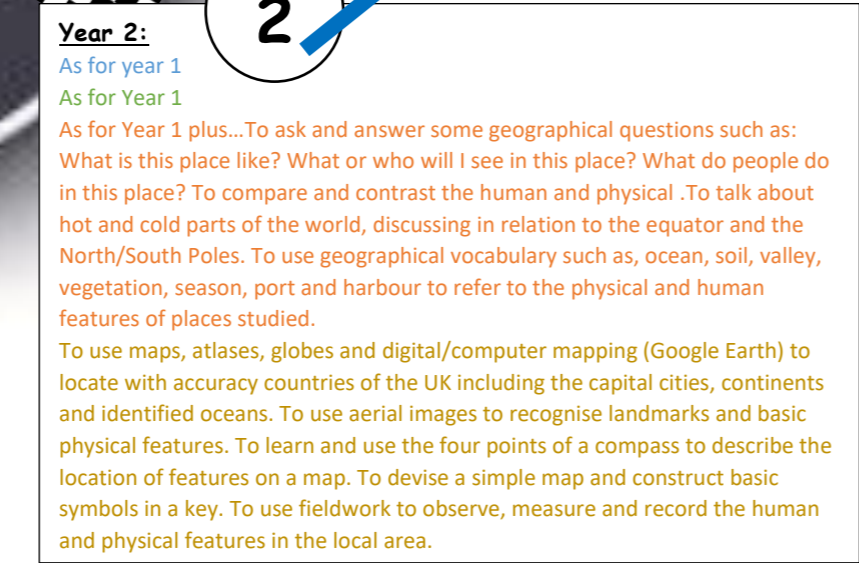 2
Year 2:
As for year 1
As for Year 1
As for Year 1 plus…To ask and answer some geographical questions such as:
What is this place like? What or who will I see in this place? What do people do
in this place? To compare and contrast the human and physical .To talk about
hot and cold parts of the world, discussing in relation to the equator and the
North/South Poles. To use geographical vocabulary such as, ocean, soil, valley,
vegetation, season, port and harbour to refer to the physical and human
features of places studied.
To use maps, atlases, globes and digital/computer mapping (Google Earth) to
locate with accuracy countries of the UK including the capital cities, continents
and identified oceans. To use aerial images to recognise landmarks and basic
physical features. To learn and use the four points of a compass to describe the
location of features on a map. To devise a simple map and construct basic
symbols in a key. To use fieldwork to observe, measure and record the human
and physical features in the local area.